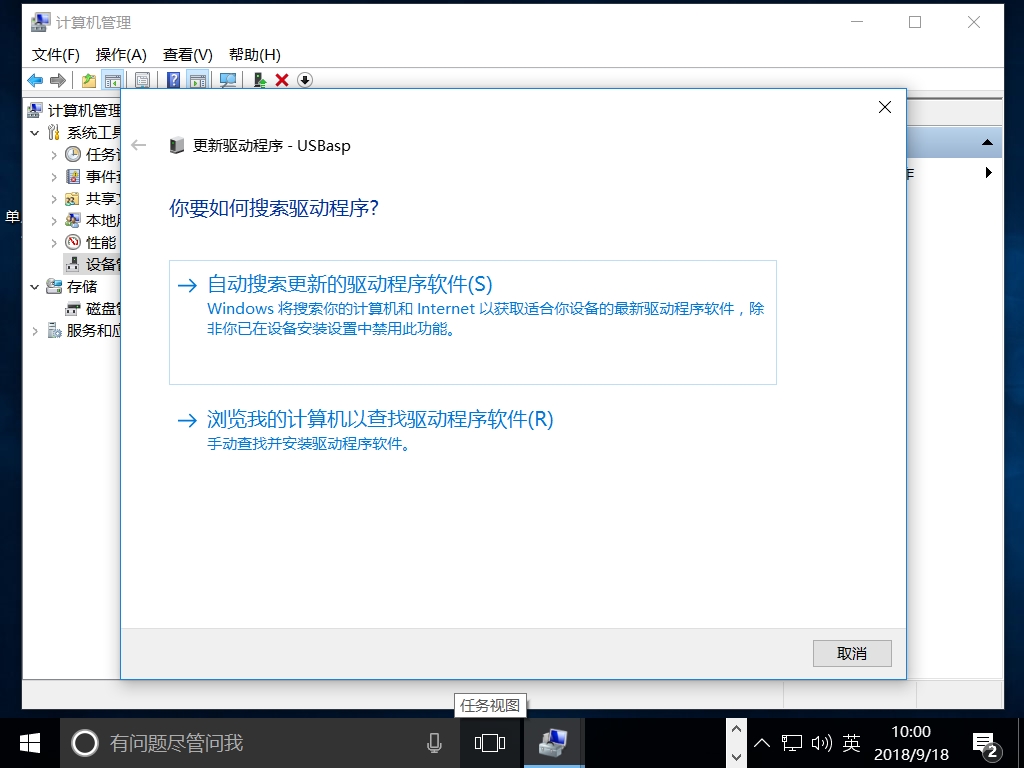 计算机管理
文件(F) 操作(A) 查看(V) 帮助(H)
计算机管理
系统工具
任务
事件
共享
本地
性能
设备
存储
磁盘
服务和应
单
更新驱动程序 - USBasp
你要如何搜索驱动程序?
自动搜索更新的驱动程序软件(S)
Windows 将搜索你的计算机和 Internet 以获取适合你设备的最新驱动程序软件，除
非你已在设备安装设置中禁用此功能。
浏览我的计算机以查找驱动程序软件(R)
手动查找并安装驱动程序软件。
取消
任务视图
有问题尽管问我
英
10:00
2018/9/18
2